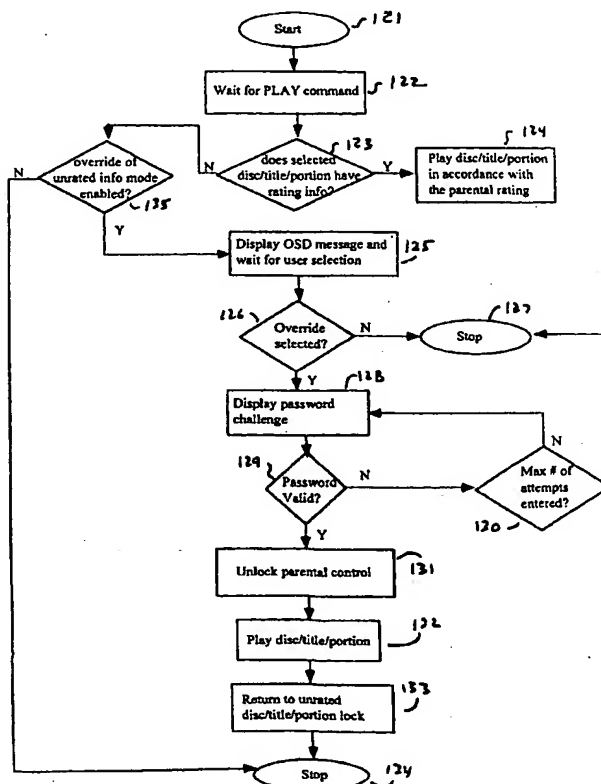 Start
121
Wait for PLAY command
122
override of
unrated info mode
enabled?
N
135
Y
does selected
disc/title/portion have
rating info?
123
N
Y
124
Play disc/title/portion
in accordance with
the parental rating
Display OSD message and
wait for user selection
125
126
Override
selected?
N
Y
127
Stop
128
Display password
challenge
129
Password
Valid?
N
Y
N
Max # of
attempts
entered?
130
Unlock parental control
131
Play disc/title/portion
132
Return to unrated
disc/title/portion lock
133
Stop
134